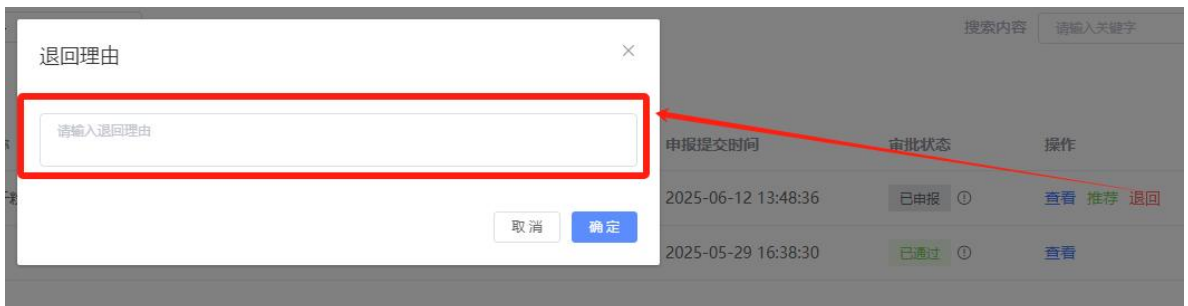 搜索内容 请输入关键字
退回理由
请输入退回理由
申报提交时间 审批状态 操作
2025-06-12 13:48:36 已申报 查看 推荐 退回
取消 确定
2025-05-29 16:38:30 已通过 查看